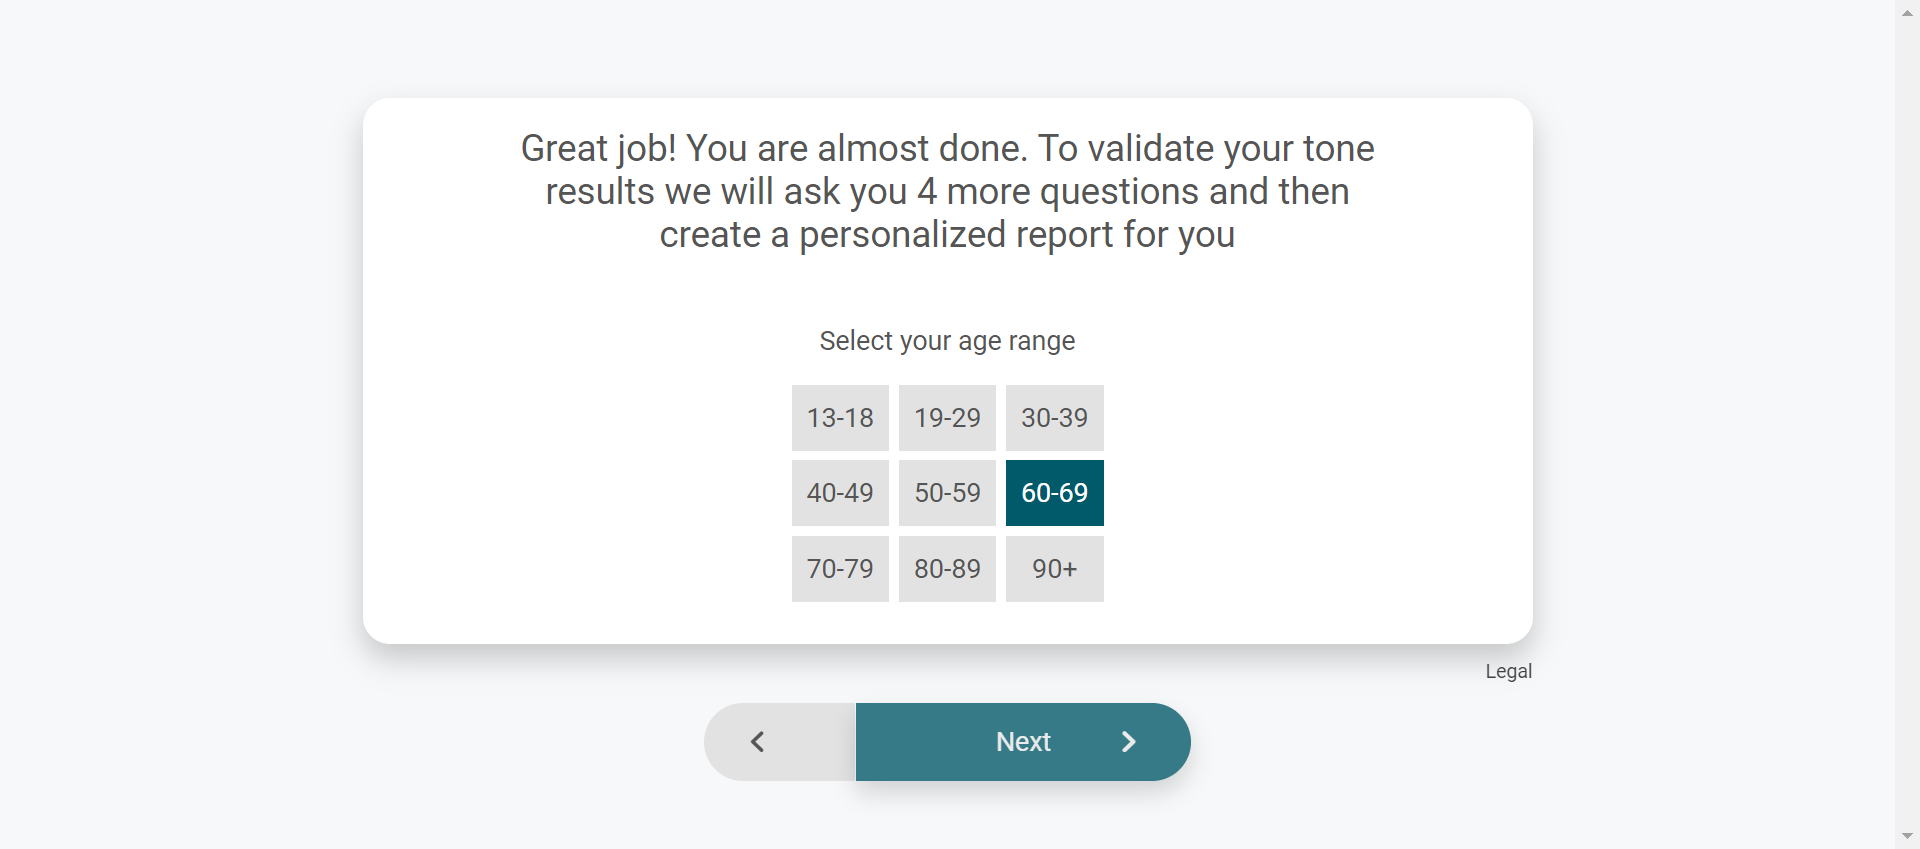 Great job! You are almost done. To validate your tone
results we will ask you 4 more questions and then
create a personalized report for you
Select your age range
13-18 19-29 30-39
40-49 50-59 60-69
70-79 80-89 90+
Legal
Next